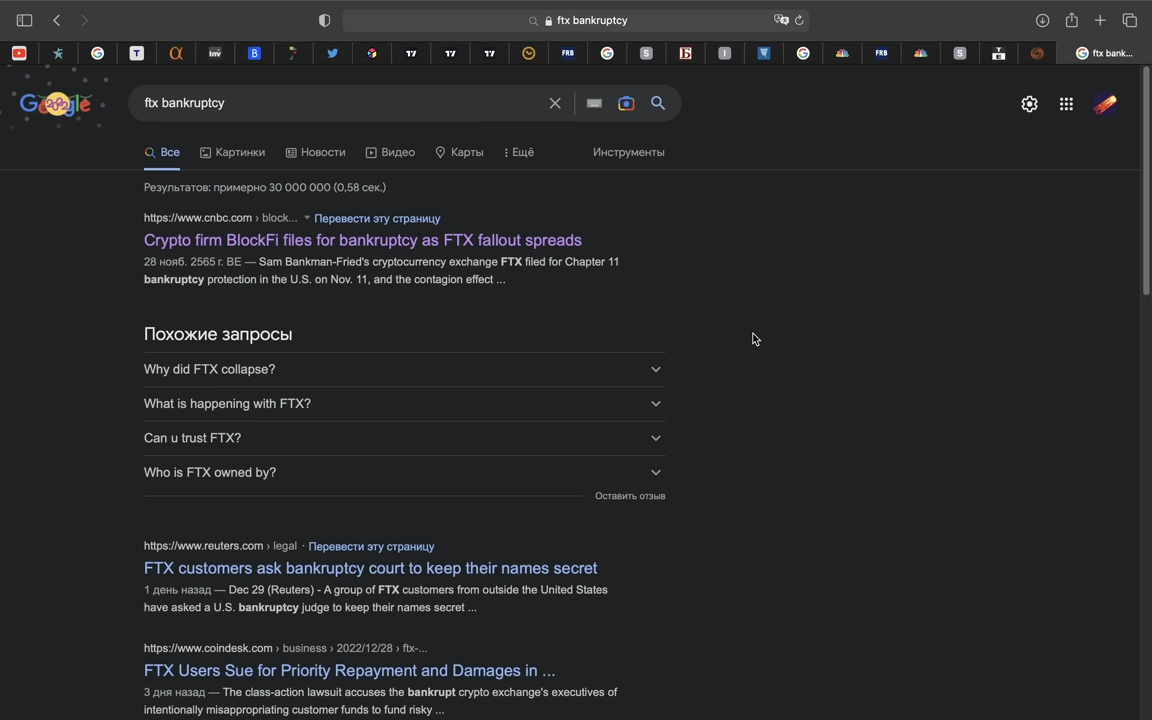 ftx bankruptcy
ftx bank...
Google
2022
ftx bankruptcy
Все Картинки Новости Видео Карты Ещё Инструменты
Результатов: примерно 30 000 000 (0,58 сек.)
https://www.cnbc.com › block... Перевести эту страницу
Crypto firm BlockFi files for bankruptcy as FTX fallout spreads
28 нояб. 2565 г. BE — Sam Bankman-Fried's cryptocurrency exchange FTX filed for Chapter 11
bankruptcy protection in the U.S. on Nov. 11, and the contagion effect ...
Похожие запросы
Why did FTX collapse?
What is happening with FTX?
Can u trust FTX?
Who is FTX owned by?
Оставить отзыв
https://www.reuters.com › legal · Перевести эту страницу
FTX customers ask bankruptcy court to keep their names secret
1 день назад — Dec 29 (Reuters) - A group of FTX customers from outside the United States
have asked a U.S. bankruptcy judge to keep their names secret ...
https://www.coindesk.com › business › 2022/12/28 › ftx-...
FTX Users Sue for Priority Repayment and Damages in ...
3 дня назад — The class-action lawsuit accuses the bankrupt crypto exchange's executives of
intentionally misappropriating customer funds to fund risky ...